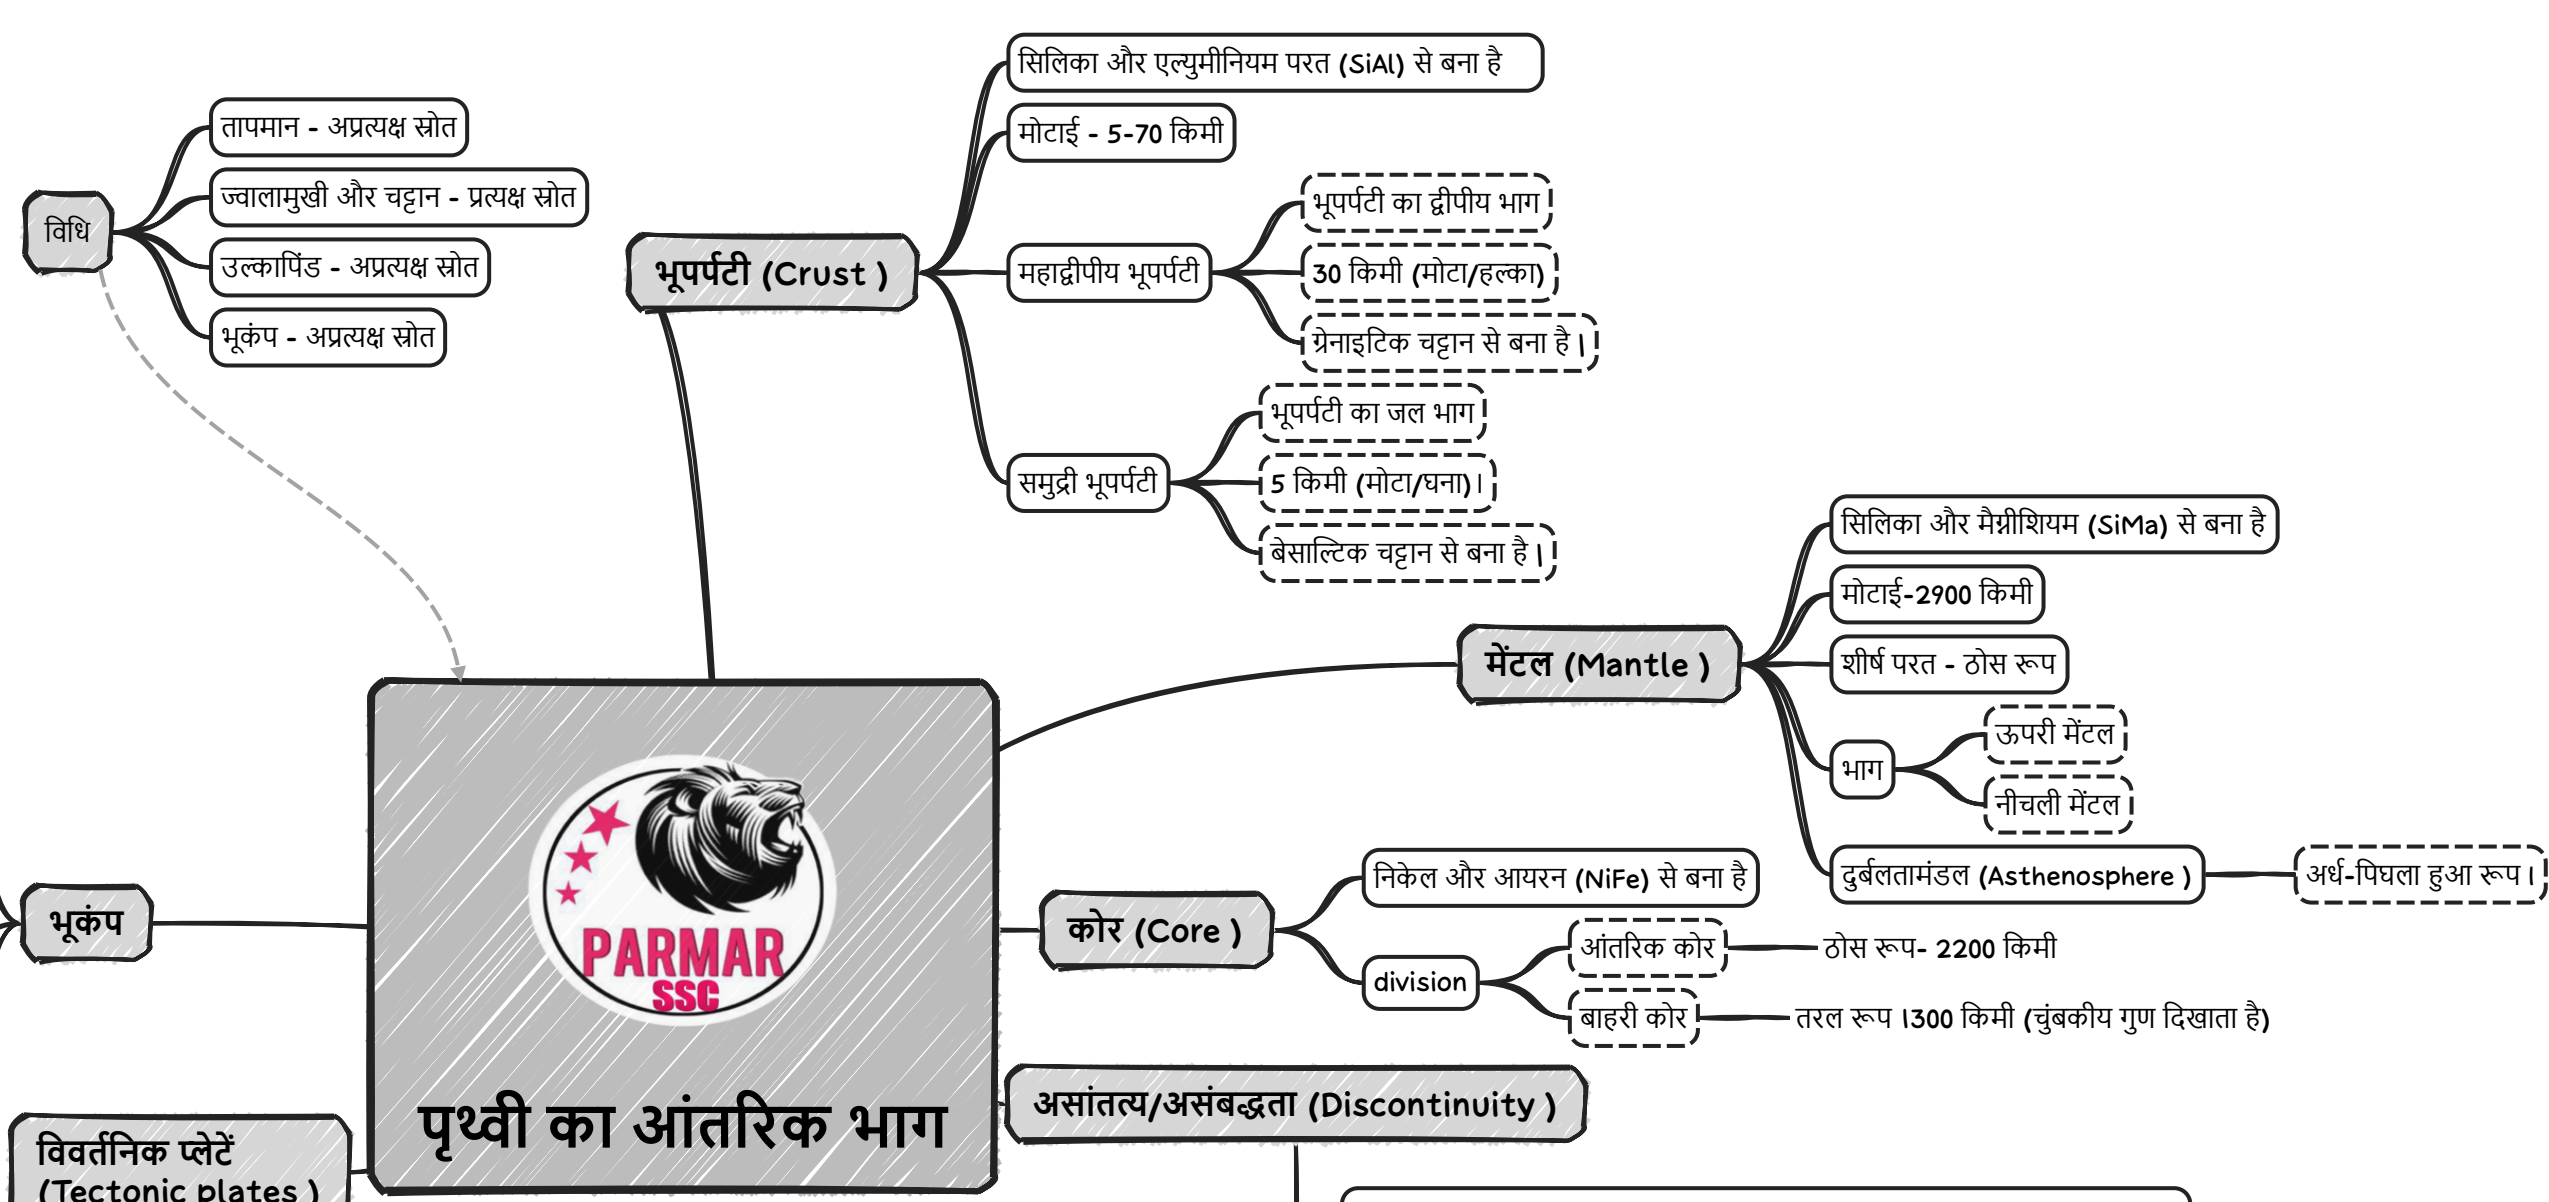 विधि
तापमान - अप्रत्यक्ष स्रोत
ज्वालामुखी और चट्टान - प्रत्यक्ष स्रोत
उल्कापिंड - अप्रत्यक्ष स्रोत
भूकंप - अप्रत्यक्ष स्रोत
भूपर्पटी (Crust )
सिलिका और एल्युमीनियम परत (SiAl) से बना है
मोटाई - 5-70 किमी
महाद्वीपीय भूपर्पटी
भूपर्पटी का द्वीपीय भाग
30 किमी (मोटा/हल्का)
ग्रेनाइटिक चट्टान से बना है ।
समुद्री भूपर्पटी
भूपर्पटी का जल भाग
5 किमी (मोटा/घना) ।
बेसाल्टिक चट्टान से बना है ।
मेंटल (Mantle )
सिलिका और मैग्नीशियम (SiMa) से बना है
मोटाई-2900 किमी
शीर्ष परत - ठोस रूप
भाग
ऊपरी मेंटल
नीचली मेंटल
दुर्बलतामंडल (Asthenosphere )
अर्ध-पिघला हुआ रूप ।
कोर (Core )
निकेल और आयरन (NiFe) से बना है
division
आंतरिक कोर
ठोस रूप- 2200 किमी
बाहरी कोर
तरल रूप 1300 किमी (चुंबकीय गुण दिखाता है)
असांतत्य/असंबद्धता (Discontinuity )
PARMAR
SSC
पृथ्वी का आंतरिक भाग
भूकंप
विवर्तनिक प्लेटें
(Tectonic plates )